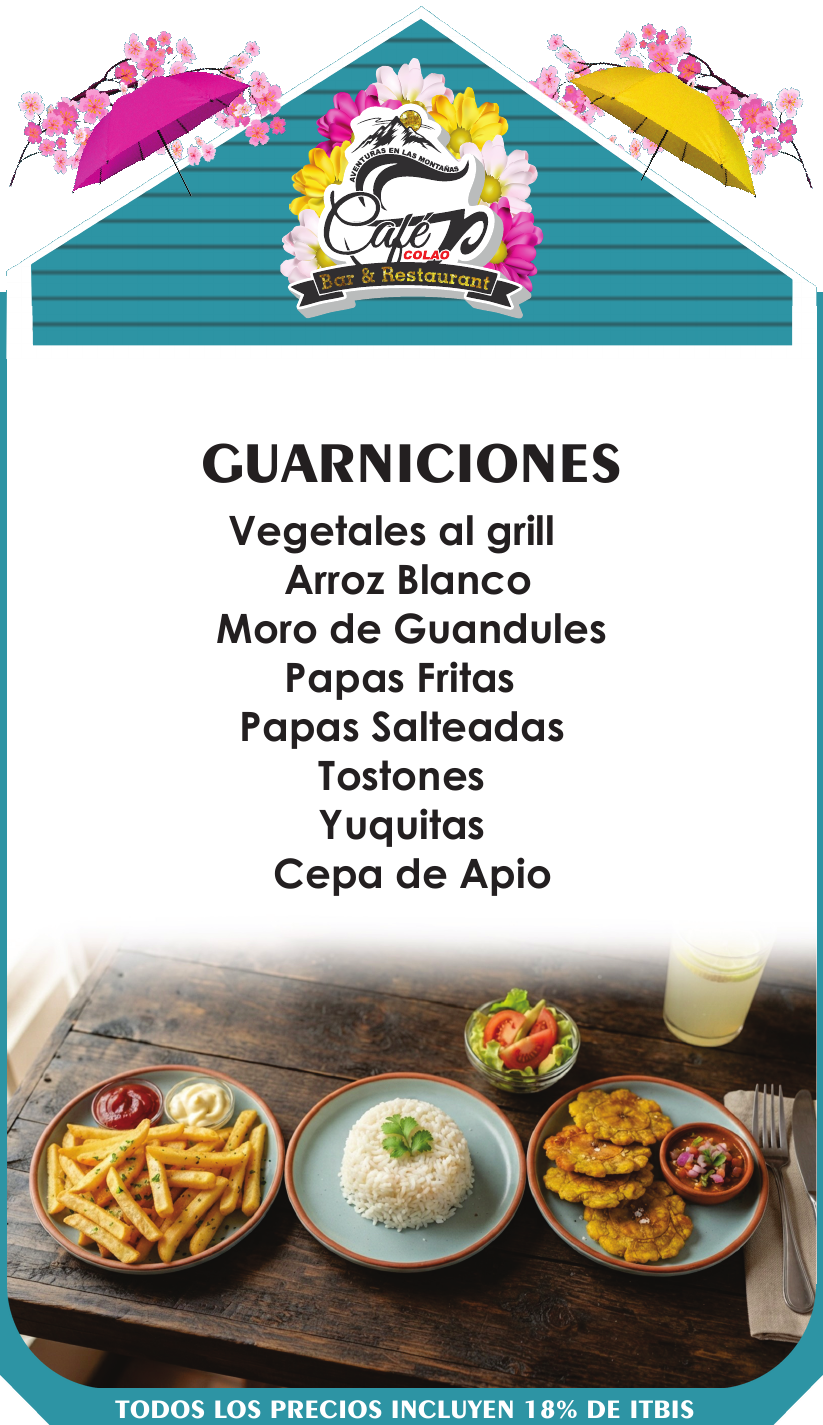 AVENTURAS EN LAS MONTAÑAS
Café
COLAO
Bar & Restaurant
GUARNICIONES
Vegetales al grill
Arroz Blanco
Moro de Guandules
Papas Fritas
Papas Salteadas
Tostones
Yuquitas
Cepa de Apio
TODOS LOS PRECIOS INCLUYEN 18% DE ITBIS